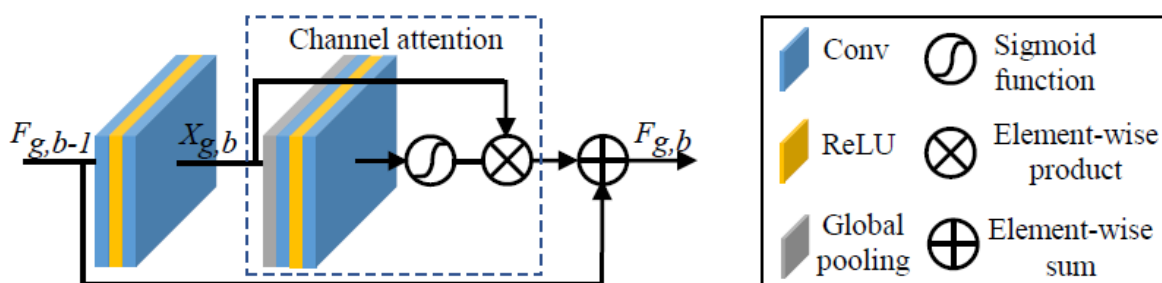 Channel attention
F_{g,b-1}
X_{g,b}
F_{g,b}
Conv
Sigmoid
function
ReLU
Element-wise
product
Global
pooling
Element-wise
sum